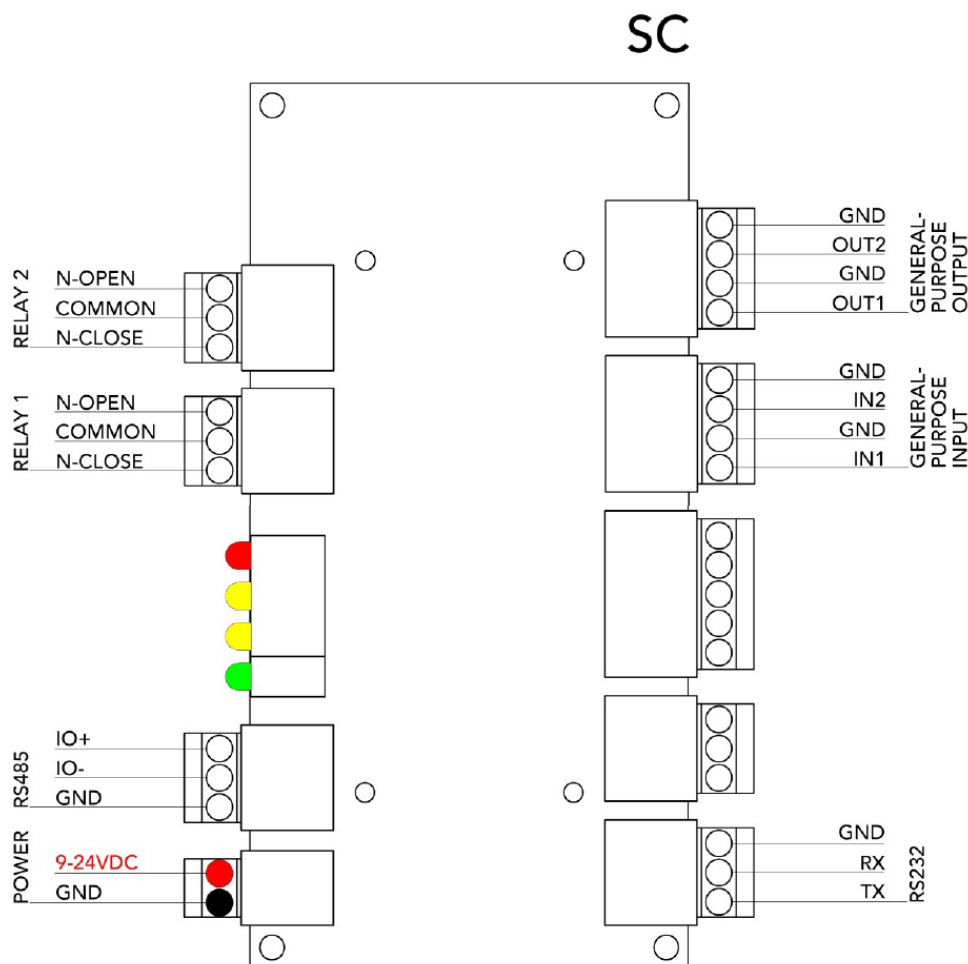 SC
RELAY 2
N-OPEN
COMMON
N-CLOSE
RELAY 1
N-OPEN
COMMON
N-CLOSE
RS485
IO+
IO-
GND
POWER
9-24VDC
GND
GND
OUT2
GND
OUT1
GENERAL-
PURPOSE
OUTPUT
GND
IN2
GND
IN1
GENERAL-
PURPOSE
INPUT
GND
RX
TX
RS232